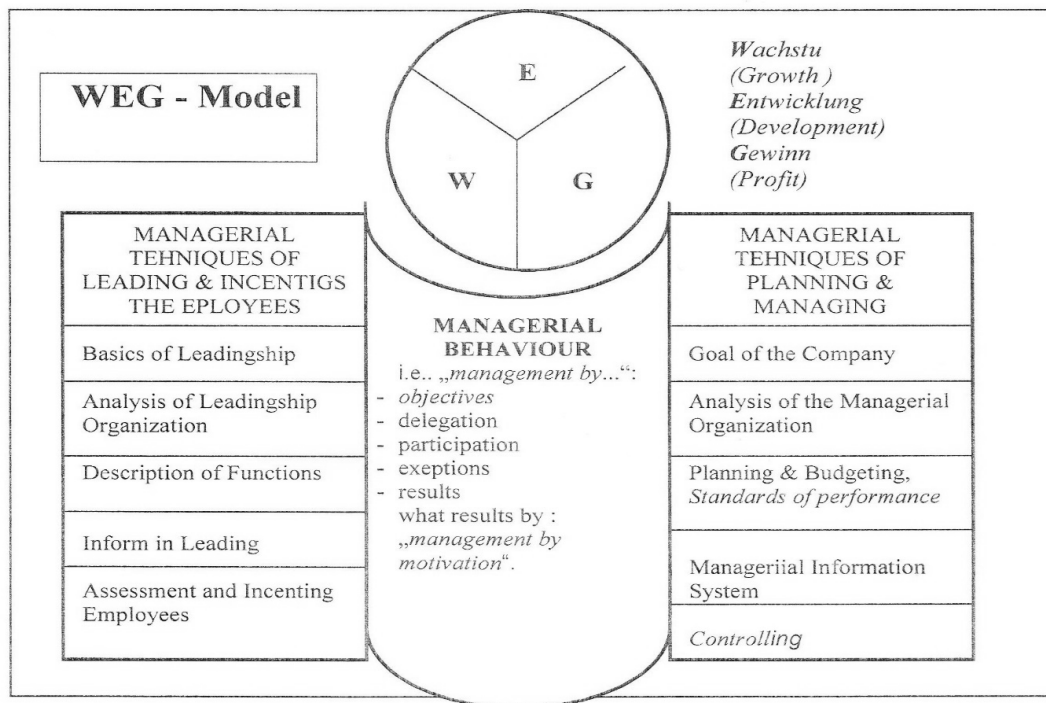 WEG - Model
E
W
G
Wachstu
(Growth )
Entwicklung
(Development)
Gewinn
(Profit)
MANAGERIAL
TEHNIQUES OF
LEADING & INCENTIGS
THE EPLOYEES
Basics of Leadingship
Analysis of Leadingship
Organization
Description of Functions
Inform in Leading
Assessment and Incenting
Employees
MANAGERIAL
BEHAVIOUR
i.e.. „management by...“:
- objectives
- delegation
- participation
- exeptions
- results
what results by :
„management by
motivation“.
MANAGERIAL
TEHNIQUES OF
PLANNING &
MANAGING
Goal of the Company
Analysis of the Managerial
Organization
Planning & Budgeting,
Standards of performance
Manageriial Information
System
Controlling